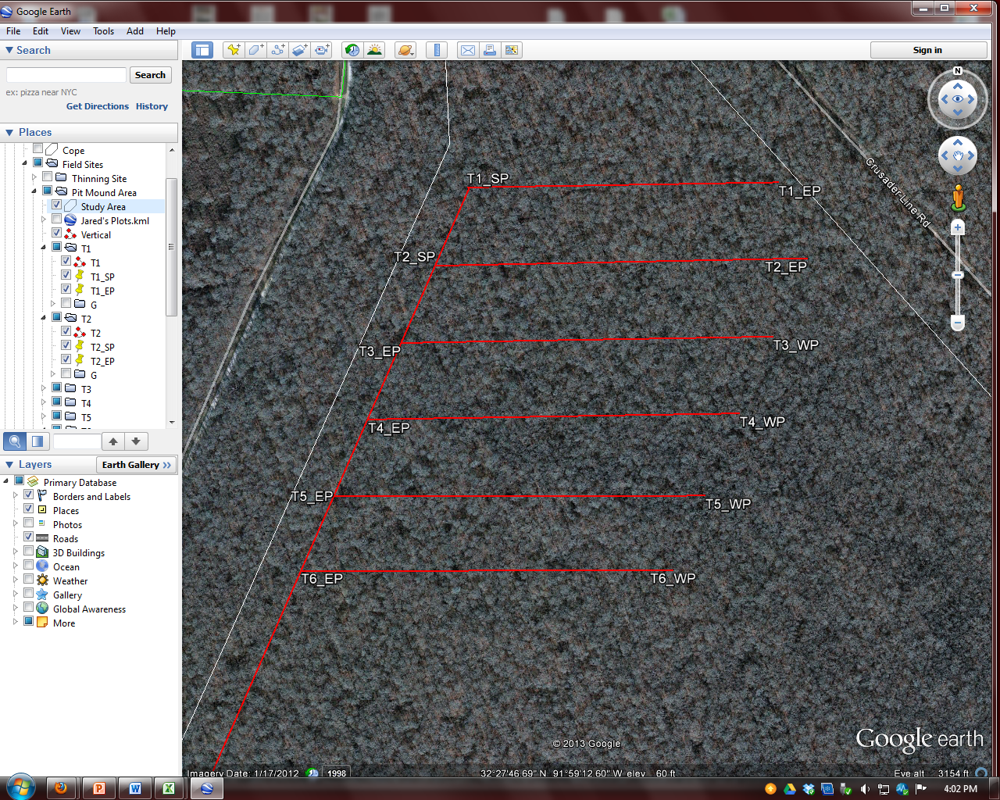 Google Earth
File Edit View Tools Add Help
Search
Sign in
Search
ex: pizza near NYC
Get Directions History
Places
Cope
Field Sites
Thinning Site
Pit Mound Area
Study Area
Jared's Plots.kml
Vertical
T1
T1
T1_SP
T1_EP
G
T2
T2
T2_SP
T2_EP
G
T3
T4
T5
Layers
Earth Gallery >>
Primary Database
Borders and Labels
Places
Photos
Roads
3D Buildings
Ocean
Weather
Gallery
Global Awareness
More
N
Crusader Line Rd
T1_SP
T1_EP
T2_SP
T2_EP
T3_EP
T3_WP
T4_EP
T4_WP
T5_EP
T5_WP
T6_EP
T6_WP
© 2013 Google
Google earth
Imagery Date: 1/17/2012 1998 32°27'46.69" N 91°59'12.60" W elev 60 ft Eye alt 3154 ft
4:02 PM